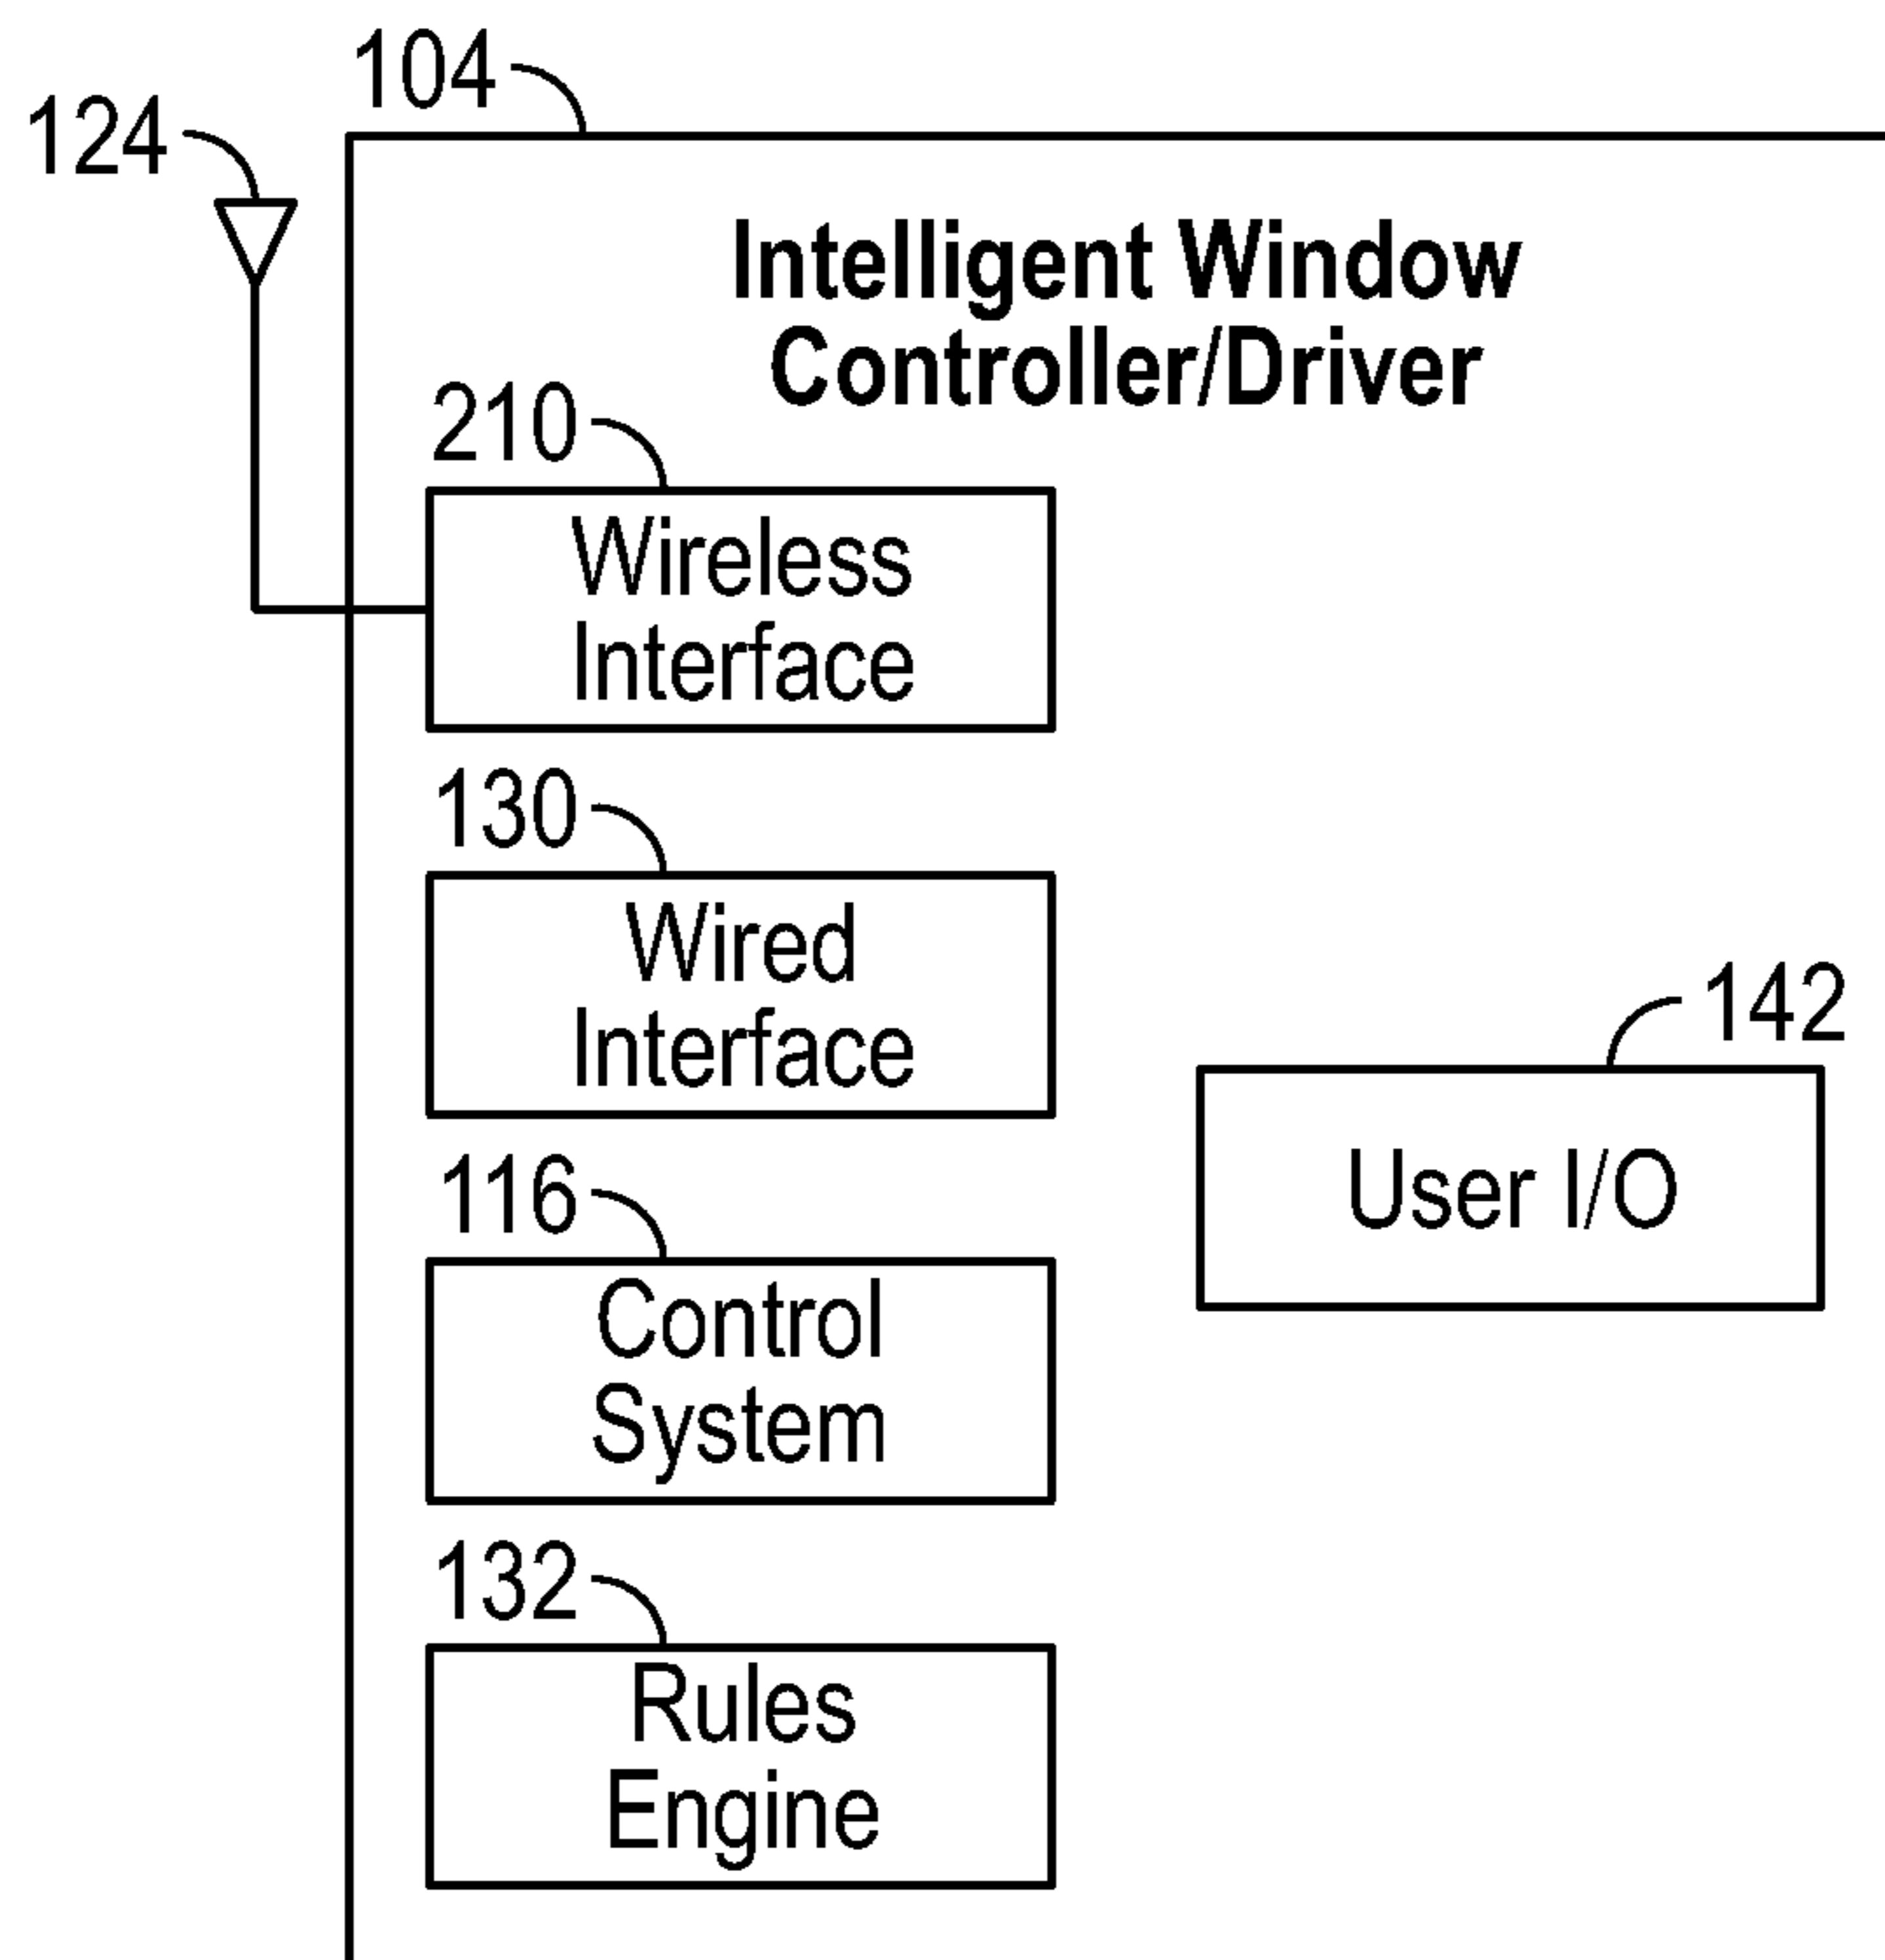 104
124
Intelligent Window
Controller/Driver
210
Wireless
Interface
130
Wired
Interface
142
User I/O
116
Control
System
132
Rules
Engine